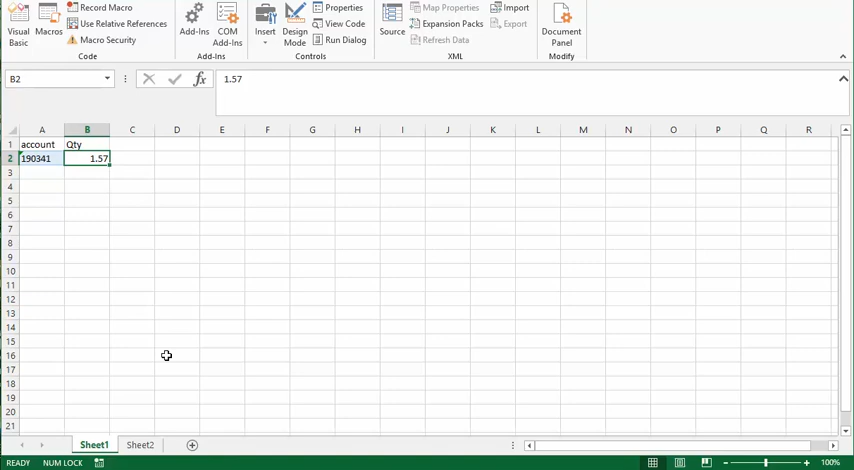 Visual Basic
Macros
Record Macro
Use Relative References
Macro Security
Code
Add-Ins
COM Add-Ins
Add-Ins
Insert
Design Mode
Properties
View Code
Run Dialog
Controls
Source
Map Properties
Expansion Packs
Refresh Data
Import
Export
XML
Document Panel
Modify
B2
fx
1.57
A B C D E F G H I J K L M N O P Q R
1 account Qty
2 190341 1.57
3
4
5
6
7
8
9
10
11
12
13
14
15
16
17
18
19
20
21
Sheet1 Sheet2
READY NUM LOCK 100%